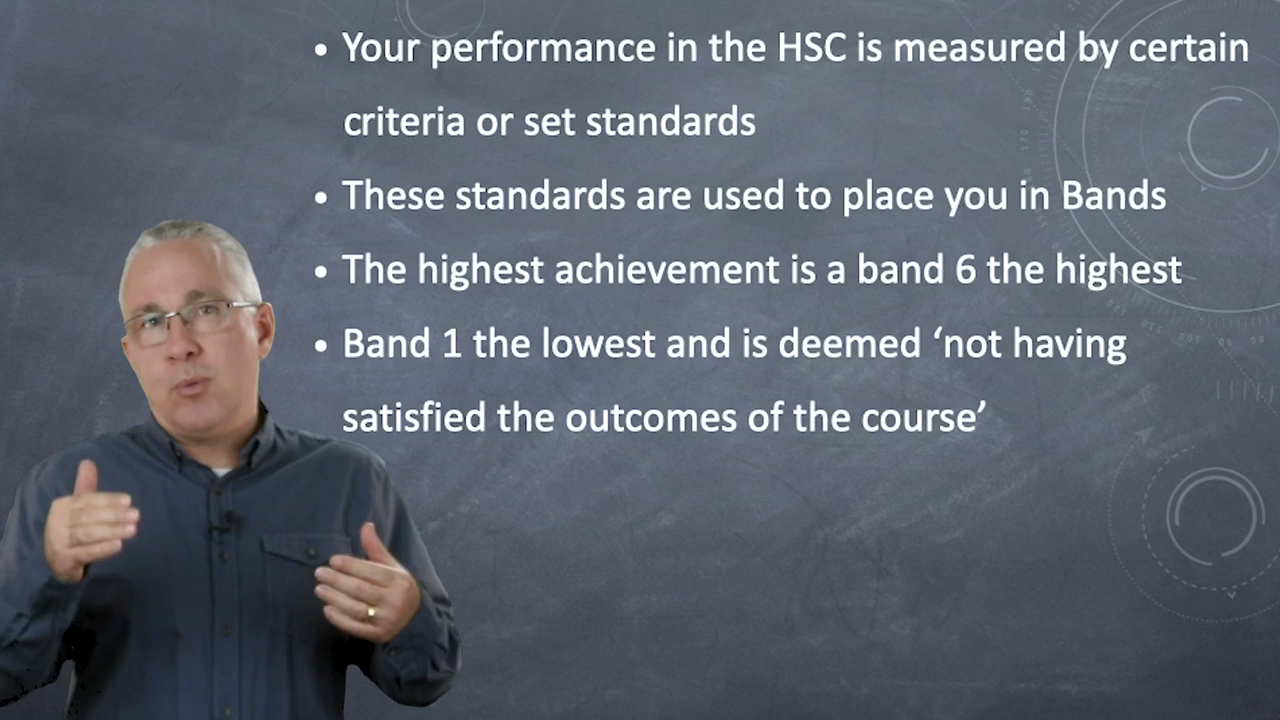 • Your performance in the HSC is measured by certain
criteria or set standards
• These standards are used to place you in Bands
• The highest achievement is a band 6 the highest
• Band 1 the lowest and is deemed ‘not having
satisfied the outcomes of the course’